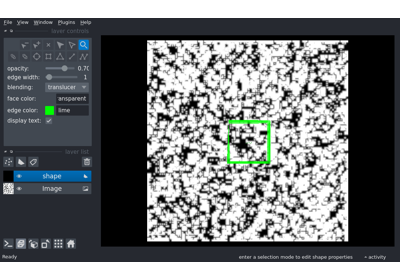 File View Window Plugins Help
layer controls
opacity: 0.70
edge width: 1
blending: translucer
face color: ansparent
edge color: lime
display text:
layer list
shape
Image
Ready enter a selection mode to edit shape properties activity